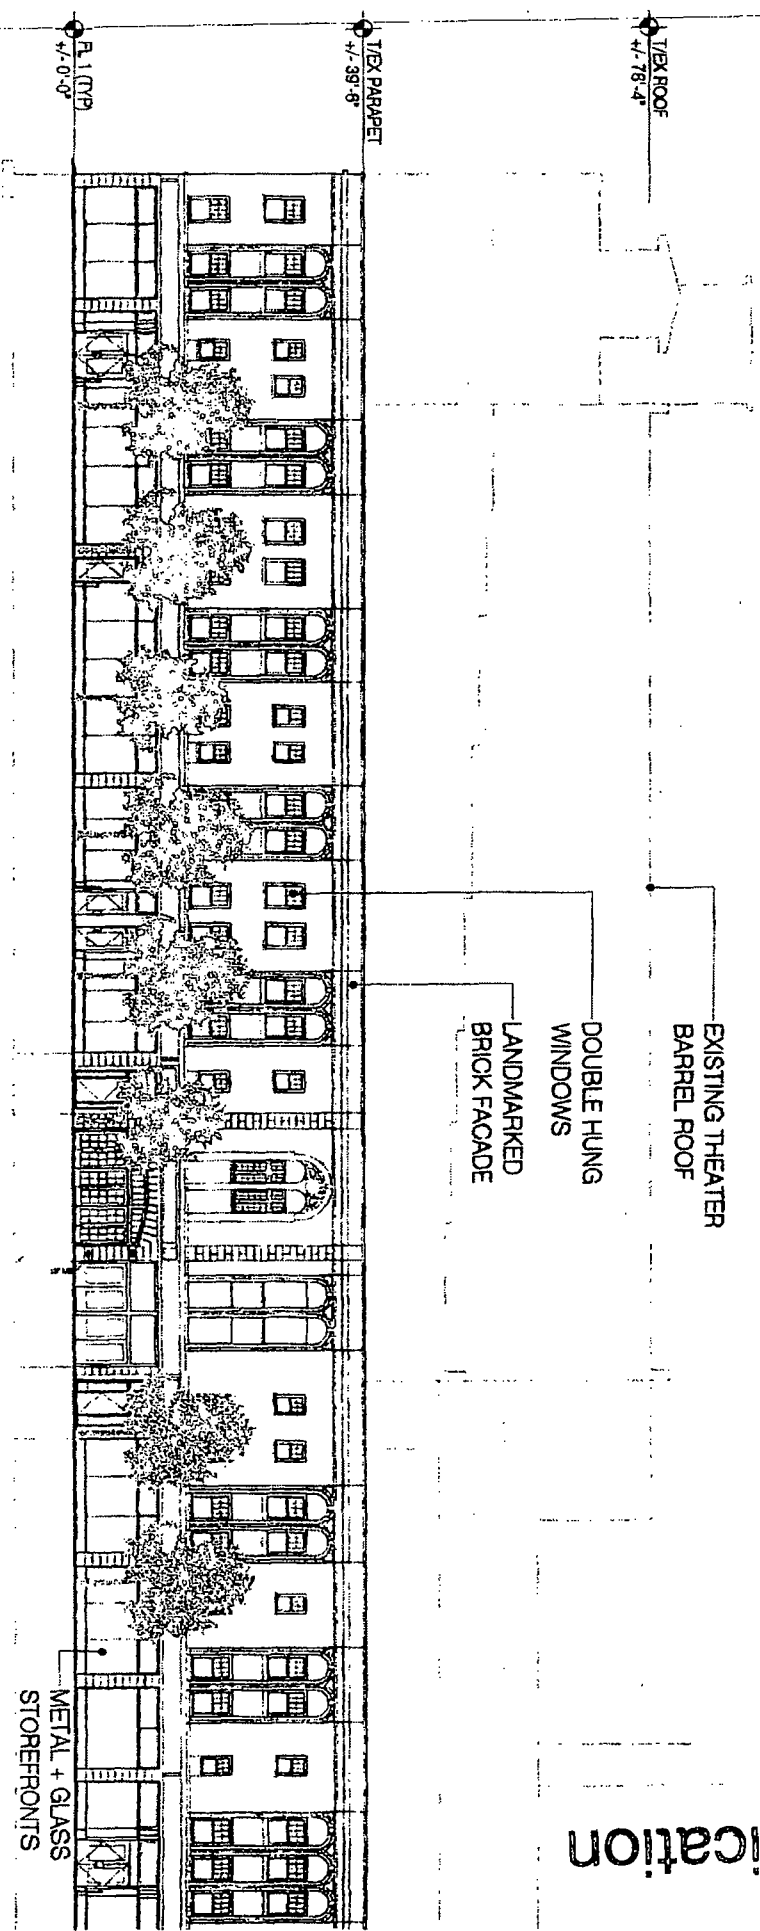 T/EX ROOF
+/- 78'-4"
T/EX PARAPET
+/- 39'-6"
FL 1 (TYP)
+/- 0'-0"
EXISTING THEATER
BARREL ROOF
DOUBLE HUNG
WINDOWS
LANDMARKED
BRICK FACADE
METAL + GLASS
STOREFRONTS
ication